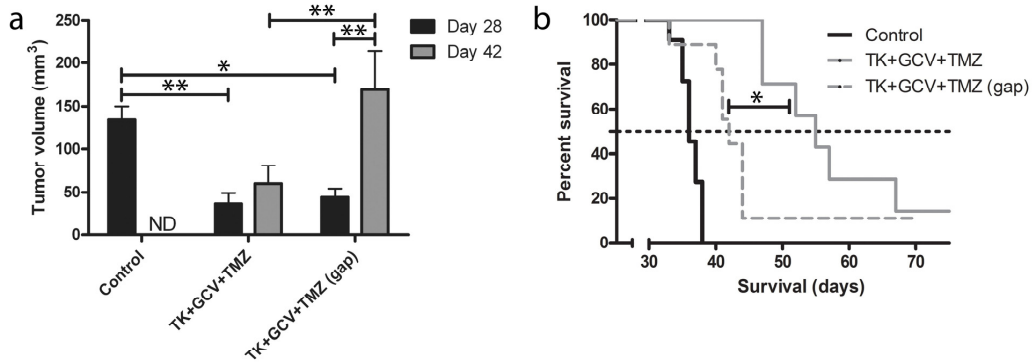 a
Tumor volume (mm³)
250
200
150
100
50
0
**
**
*
**
ND
Day 28
Day 42
Control
TK+GCV+TMZ
TK+GCV+TMZ (gap)
b
Percent survival
100
80
60
40
20
0
*
Control
TK+GCV+TMZ
TK+GCV+TMZ (gap)
30
40
50
60
70
Survival (days)